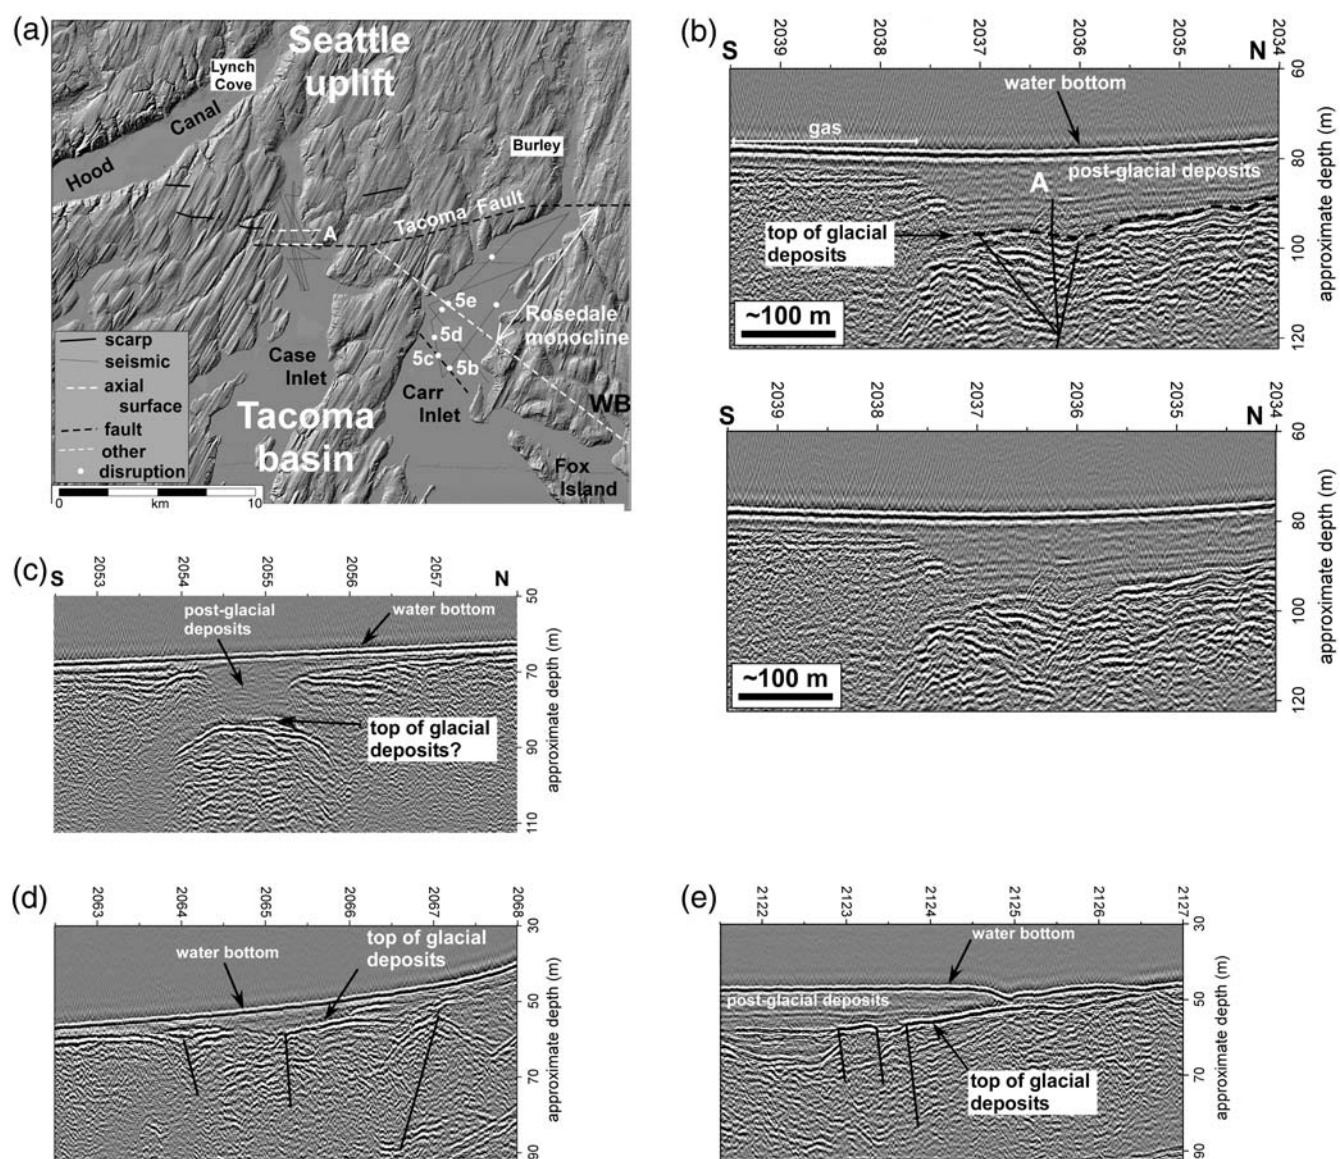 (a)
Seattle
uplift
Lynch
Cove
Hood
Canal
Burley
Tacoma Fault
A
5e
5d
5c
5b
Rosedale
monocline
Case
Inlet
Carr
Inlet
WB
Tacoma
basin
Fox
Island
scarp
seismic
axial
surface
fault
other
disruption
0 km 10
(b)
S 2039 2038 2037 2036 2035 N 2034
water bottom
gas
post-glacial deposits
A
top of glacial
deposits
~100 m
60
80
100
120
approximate depth (m)
S 2039 2038 2037 2036 2035 N 2034
~100 m
60
80
100
120
approximate depth (m)
(c)
S 2053 2054 2055 2056 2057 N
post-glacial
deposits
water bottom
top of glacial
deposits?
50
70
90
110
approximate depth (m)
(d)
2063 2064 2065 2066 2067 2068
water bottom
top of glacial
deposits
30
50
70
90
approximate depth (m)
(e)
2122 2123 2124 2125 2126 2127
water bottom
post-glacial deposits
top of glacial
deposits
30
50
70
90
approximate depth (m)